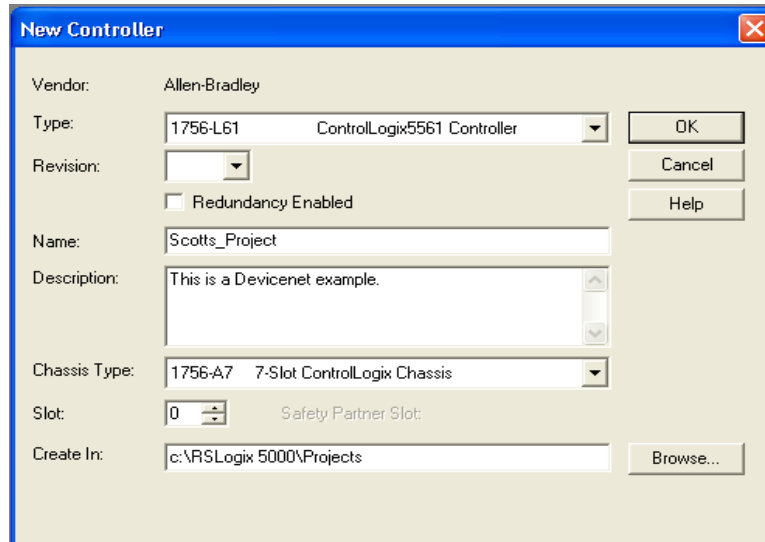 New Controller
Vendor: Allen-Bradley
Type: 1756-L61 ControlLogix5561 Controller OK
Revision: Cancel
Redundancy Enabled Help
Name: Scotts_Project
Description: This is a Devicenet example.
Chassis Type: 1756-A7 7-Slot ControlLogix Chassis
Slot: 0 Safety Partner Slot:
Create In: c:\RSLogix 5000\Projects Browse...